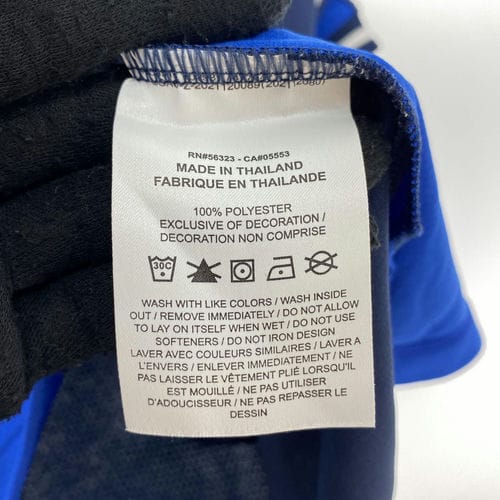 RN#56323 - CA#05553
MADE IN THAILAND
FABRIQUE EN THAILANDE
100% POLYESTER
EXCLUSIVE OF DECORATION /
DECORATION NON COMPRISE
30C
WASH WITH LIKE COLORS / WASH INSIDE
OUT / REMOVE IMMEDIATELY / DO NOT ALLOW
TO LAY ON ITSELF WHEN WET / DO NOT USE
SOFTENERS / DO NOT IRON DESIGN
LAVER AVEC COULEURS SIMILAIRES / LAVER A
L'ENVERS / ENLEVER IMMEDIATEMENT / NE
PAS LAISSER LE VÊTEMENT PLIÉ LORSQU'IL
EST MOUILLÉ / NE PAS UTILISER
D'ADOUCISSEUR / NE PAS REPASSER LE
DESSIN